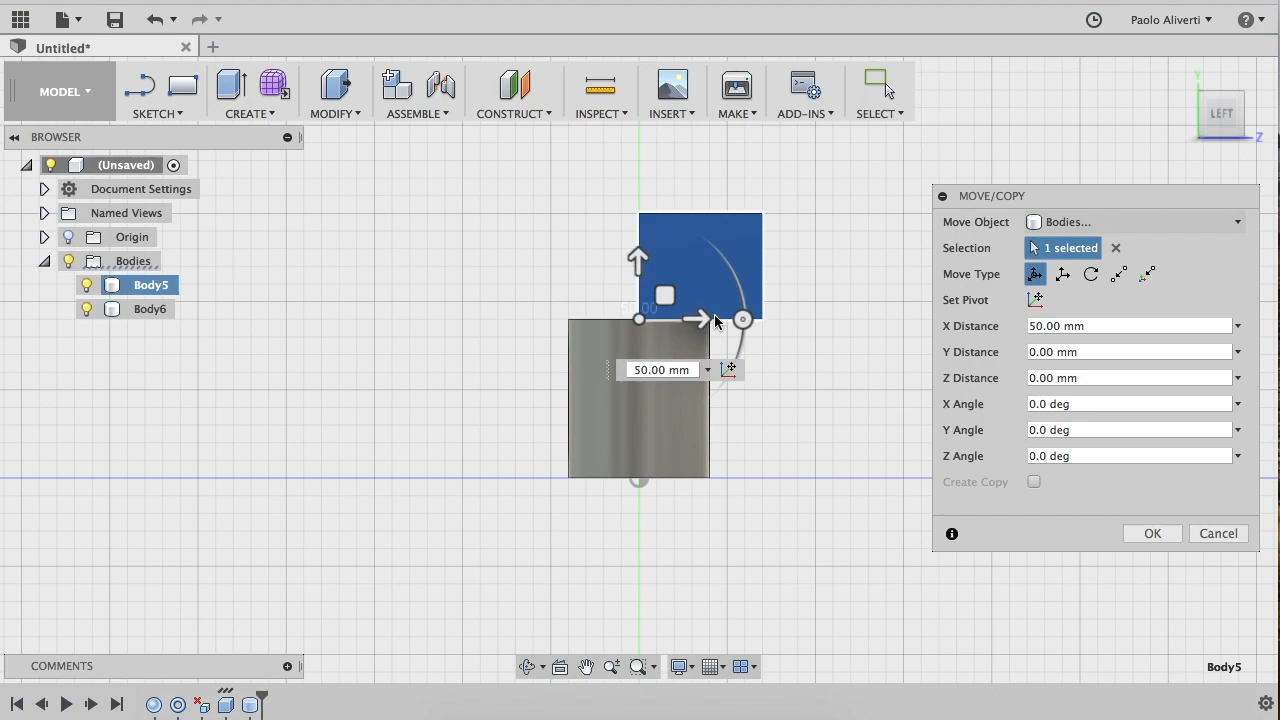 Paolo Aliverti
Untitled*
MODEL
SKETCH
CREATE
MODIFY
ASSEMBLE
CONSTRUCT
INSPECT
INSERT
MAKE
ADD-INS
SELECT
Y
LEFT
Z
BROWSER
(Unsaved)
Document Settings
Named Views
Origin
Bodies
Body5
Body6
50.00
50.00 mm
MOVE/COPY
Move Object Bodies...
Selection 1 selected
Move Type
Set Pivot
X Distance 50.00 mm
Y Distance 0.00 mm
Z Distance 0.00 mm
X Angle 0.0 deg
Y Angle 0.0 deg
Z Angle 0.0 deg
Create Copy
OK Cancel
COMMENTS
Body5